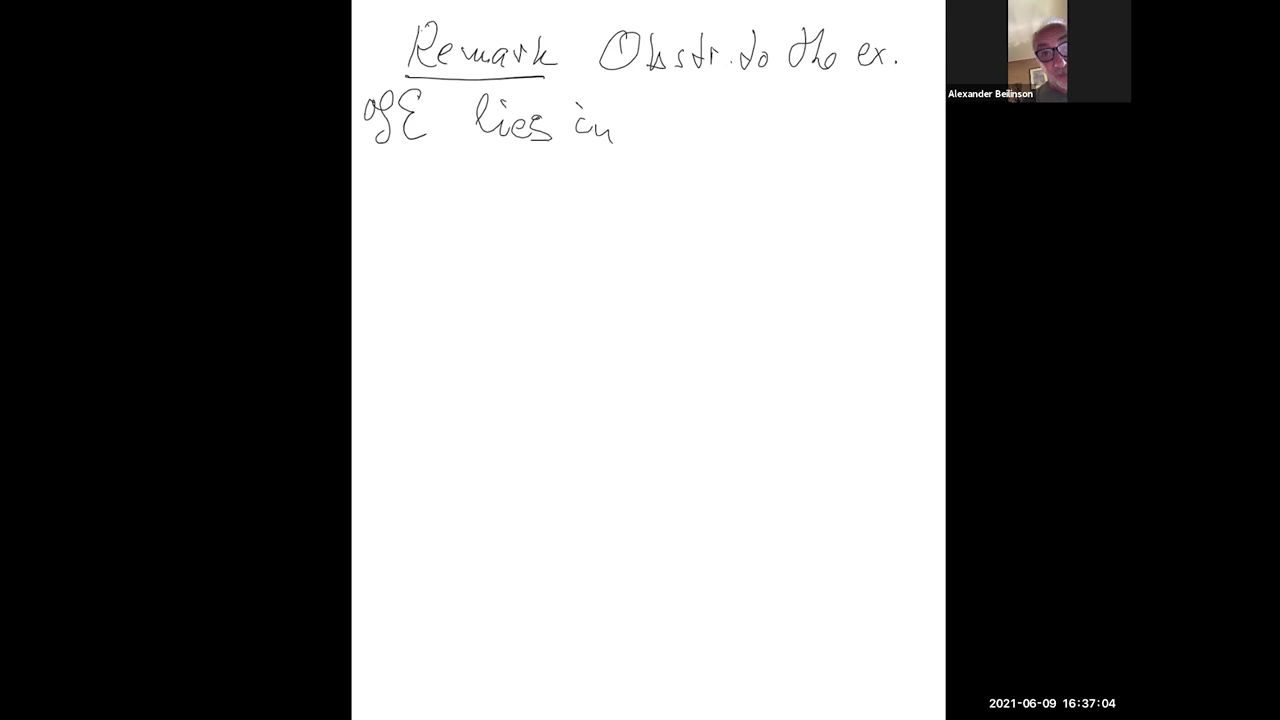 Remark Obstr. to the ex.
of ℰ lies in
Alexander Beilinson
2021-06-09 16:37:04